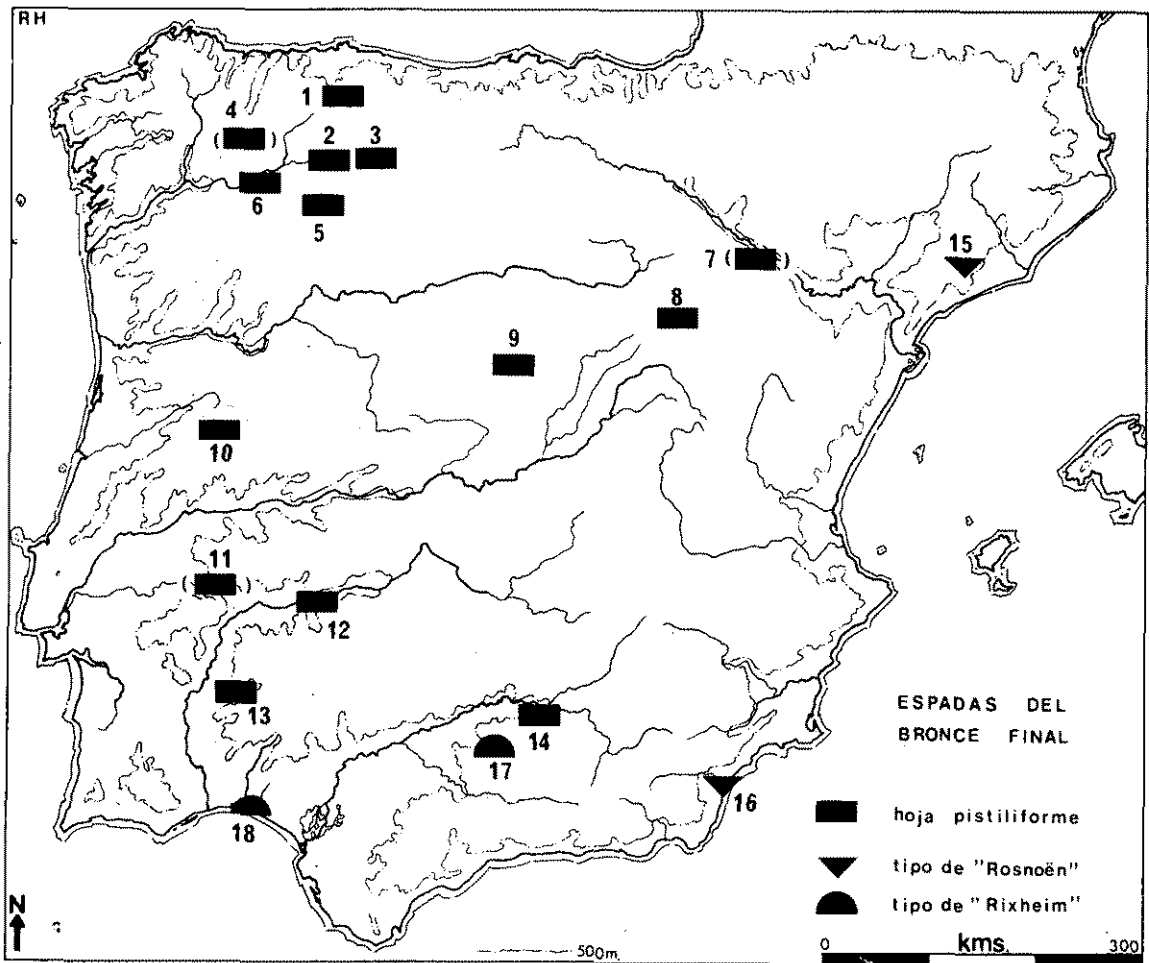 RH
1
4
2 3
6
5
7
15
8
9
10
11
12
13
14
17
16
18
ESPADAS DEL
BRONCE FINAL
hoja pistiliforme
tipo de "Rosnoën"
tipo de "Rixheim"
N
500m.
0 kms. 300